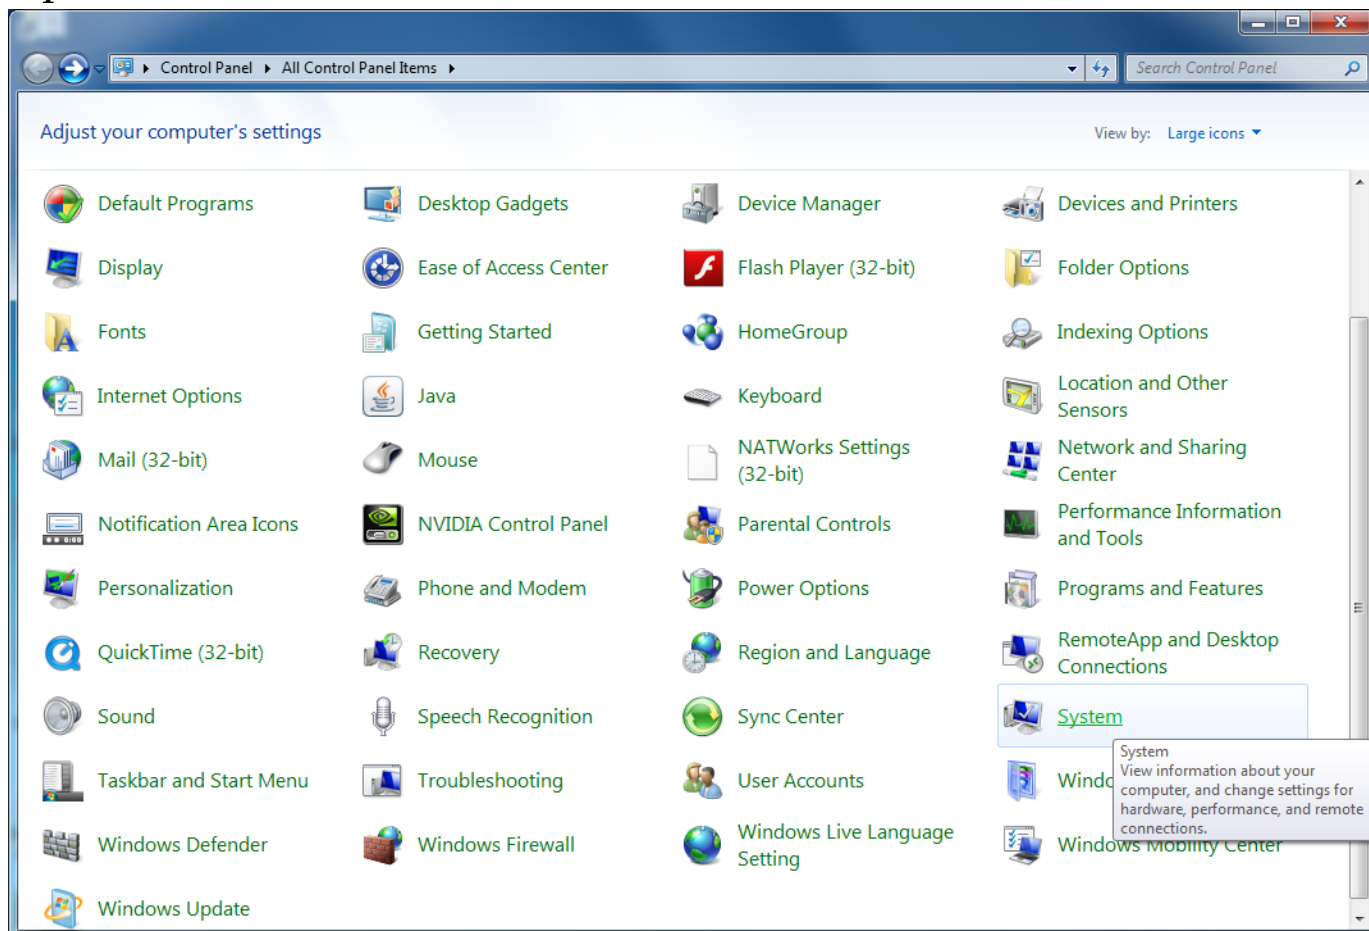 Control Panel All Control Panel Items
Search Control Panel
Adjust your computer's settings
View by: Large icons
Default Programs
Desktop Gadgets
Device Manager
Devices and Printers
Display
Ease of Access Center
Flash Player (32-bit)
Folder Options
Fonts
Getting Started
HomeGroup
Indexing Options
Internet Options
Java
Keyboard
Location and Other
Sensors
Mail (32-bit)
Mouse
NATWorks Settings
(32-bit)
Network and Sharing
Center
Notification Area Icons
NVIDIA Control Panel
Parental Controls
Performance Information
and Tools
Personalization
Phone and Modem
Power Options
Programs and Features
QuickTime (32-bit)
Recovery
Region and Language
RemoteApp and Desktop
Connections
Sound
Speech Recognition
Sync Center
System
System
View information about your
computer, and change settings for
hardware, performance, and remote
connections.
Taskbar and Start Menu
Troubleshooting
User Accounts
Windows Defender
Windows Firewall
Windows Live Language
Setting
Windows Mobility Center
Windows Update